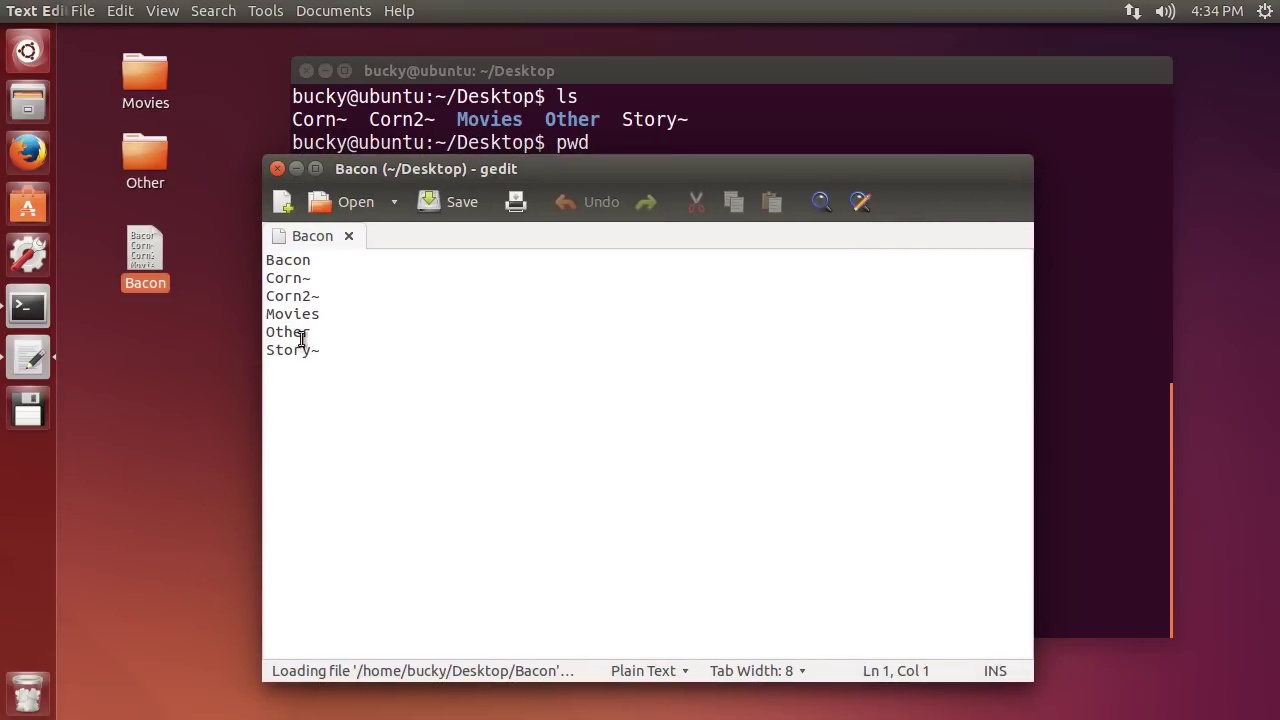 Text Edi File Edit View Search Tools Documents Help 4:34 PM
Movies
Other
Bacon
Corn~
Corn2~
Movie
Bacon
bucky@ubuntu: ~/Desktop
bucky@ubuntu:~/Desktop$ ls
Corn~ Corn2~ Movies Other Story~
bucky@ubuntu:~/Desktop$ pwd
Bacon (~/Desktop) - gedit
Open Save Undo
Bacon
Bacon
Corn~
Corn2~
Movies
Other
Story~
Loading file '/home/bucky/Desktop/Bacon'… Plain Text Tab Width: 8 Ln 1, Col 1 INS